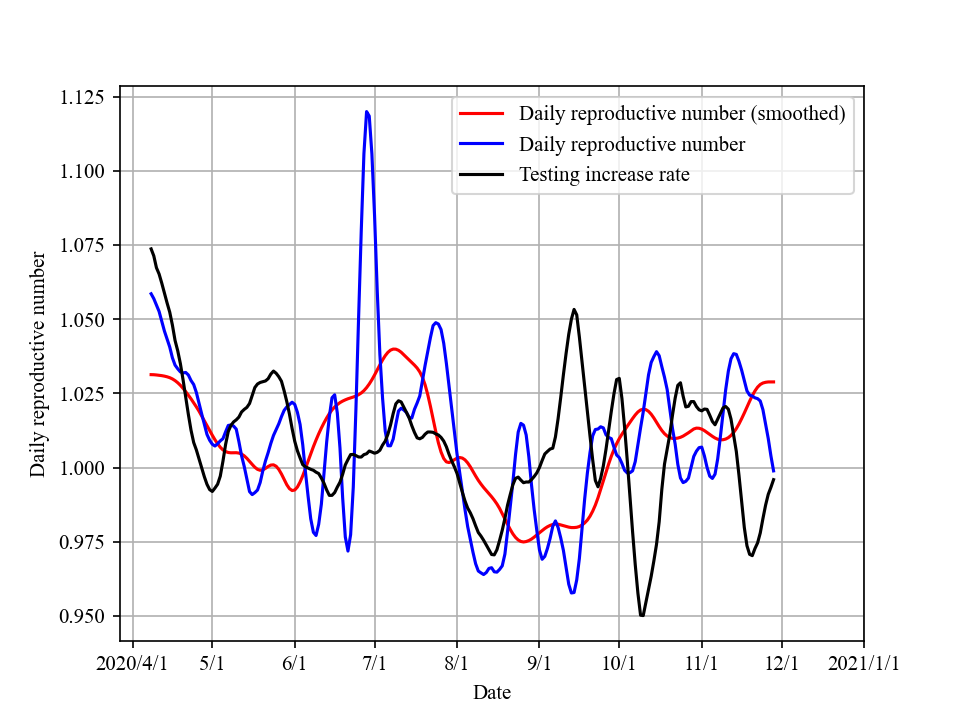 Daily reproductive number (smoothed)
Daily reproductive number
Testing increase rate
1.125
1.100
1.075
1.050
1.025
1.000
0.975
0.950
Daily reproductive number
2020/4/1 5/1 6/1 7/1 8/1 9/1 10/1 11/1 12/1 2021/1/1
Date